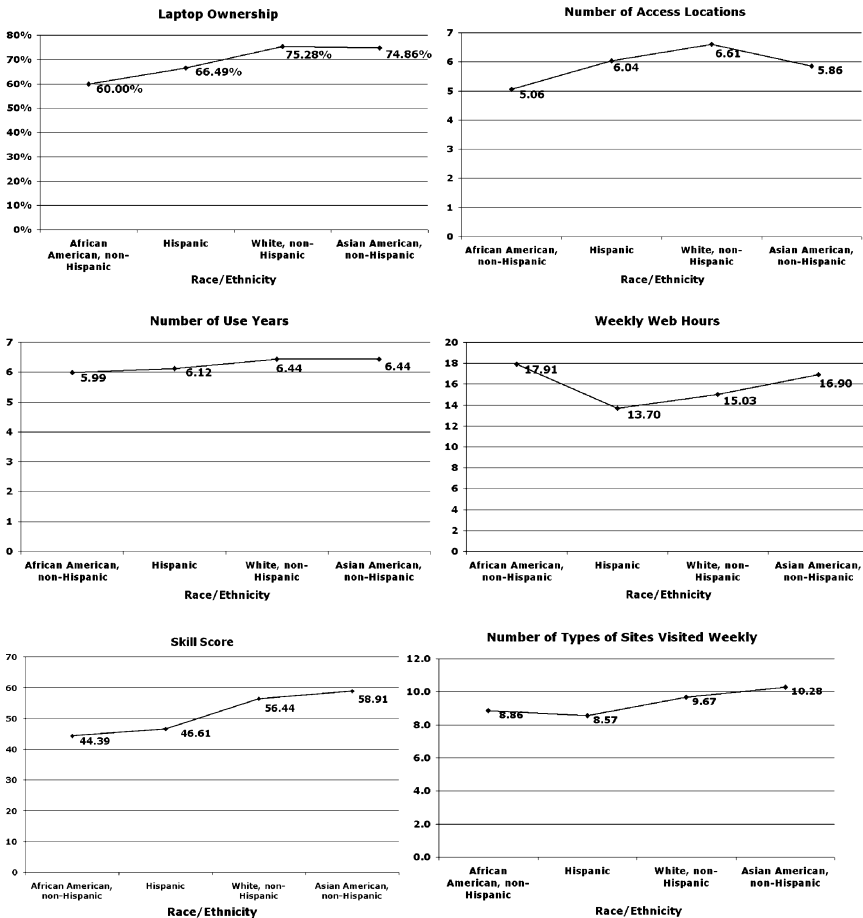 Laptop Ownership
80%
70%
60%
50%
40%
30%
20%
10%
0%
60.00%
66.49%
75.28%
74.86%
African
American, non-
Hispanic
Hispanic
White, non-
Hispanic
Asian American,
non-Hispanic
Race/Ethnicity
Number of Access Locations
7
6
5
4
3
2
1
0
5.06
6.04
6.61
5.86
African American,
non-Hispanic
Hispanic
White, non-
Hispanic
Asian American,
non-Hispanic
Race/Ethnicity
Number of Use Years
7
6
5
4
3
2
1
0
5.99
6.12
6.44
6.44
African American,
non-Hispanic
Hispanic
White, non-
Hispanic
Asian American,
non-Hispanic
Race/Ethnicity
Weekly Web Hours
20
18
16
14
12
10
8
6
4
2
0
17.91
13.70
15.03
16.90
African American,
non-Hispanic
Hispanic
White, non-
Hispanic
Asian American,
non-Hispanic
Race/Ethnicity
Skill Score
70
60
50
40
30
20
10
0
44.39
46.61
56.44
58.91
African American,
non-Hispanic
Hispanic
White, non-
Hispanic
Asian American,
non-Hispanic
Race/Ethnicity
Number of Types of Sites Visited Weekly
12.0
10.0
8.0
6.0
4.0
2.0
0.0
8.86
8.57
9.67
10.28
African
American, non-
Hispanic
Hispanic
White, non-
Hispanic
Asian American,
non-Hispanic
Race/Ethnicity